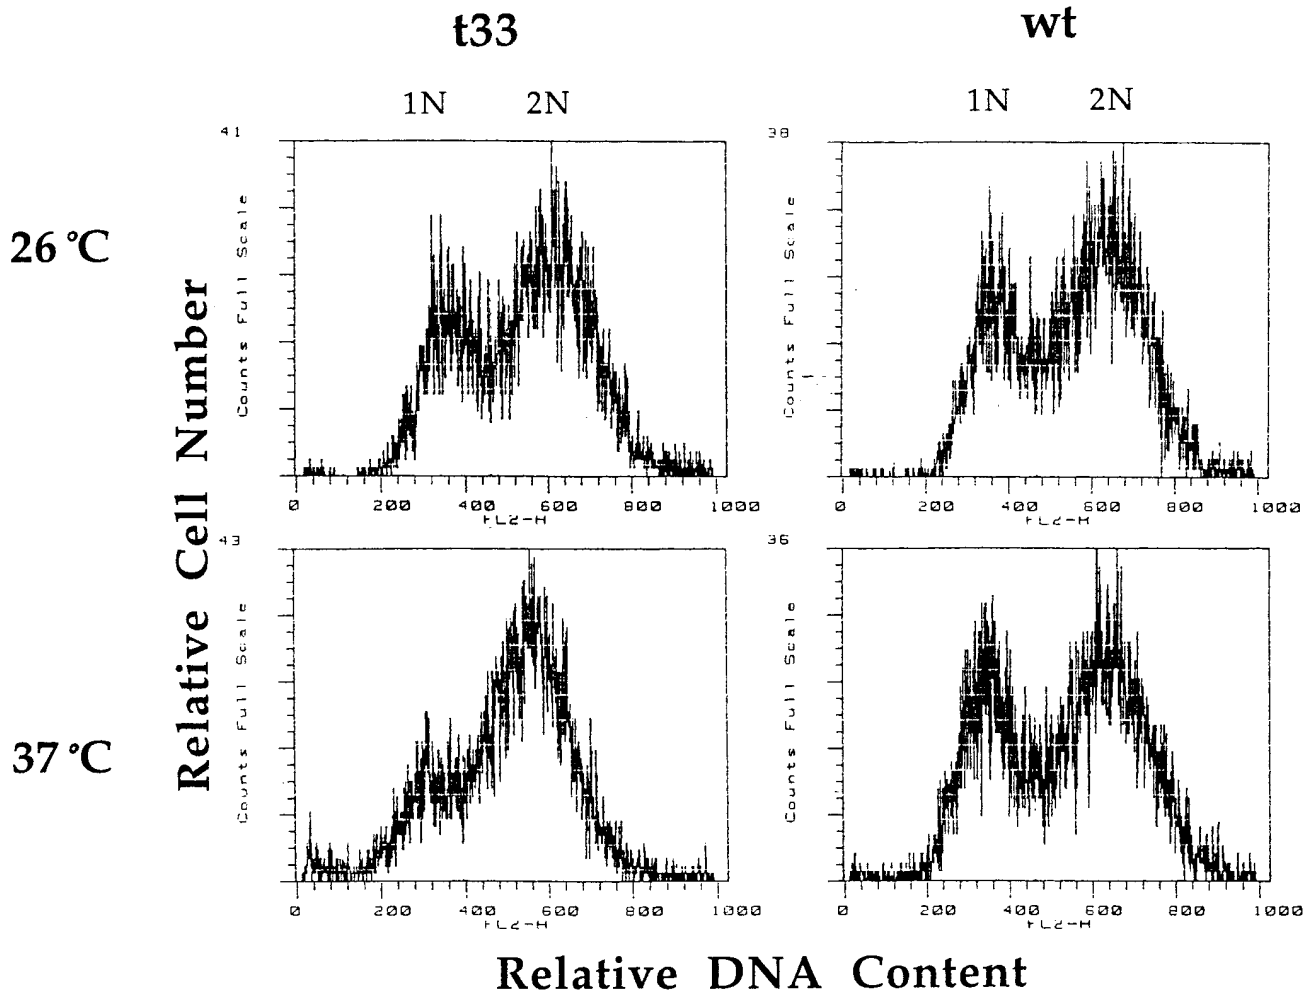 t33 wt
1N 2N 1N 2N
41 38
26 °C
Relative Cell Number
Counts Full Scale
Counts Full Scale
0 200 400 600 800 1000
0 200 400 600 800 1000
FL2-H FL2-H
43 36
37 °C
Counts Full Scale
Counts Full Scale
0 200 400 600 800 1000
0 200 400 600 800 1000
FL2-H FL2-H
Relative DNA Content